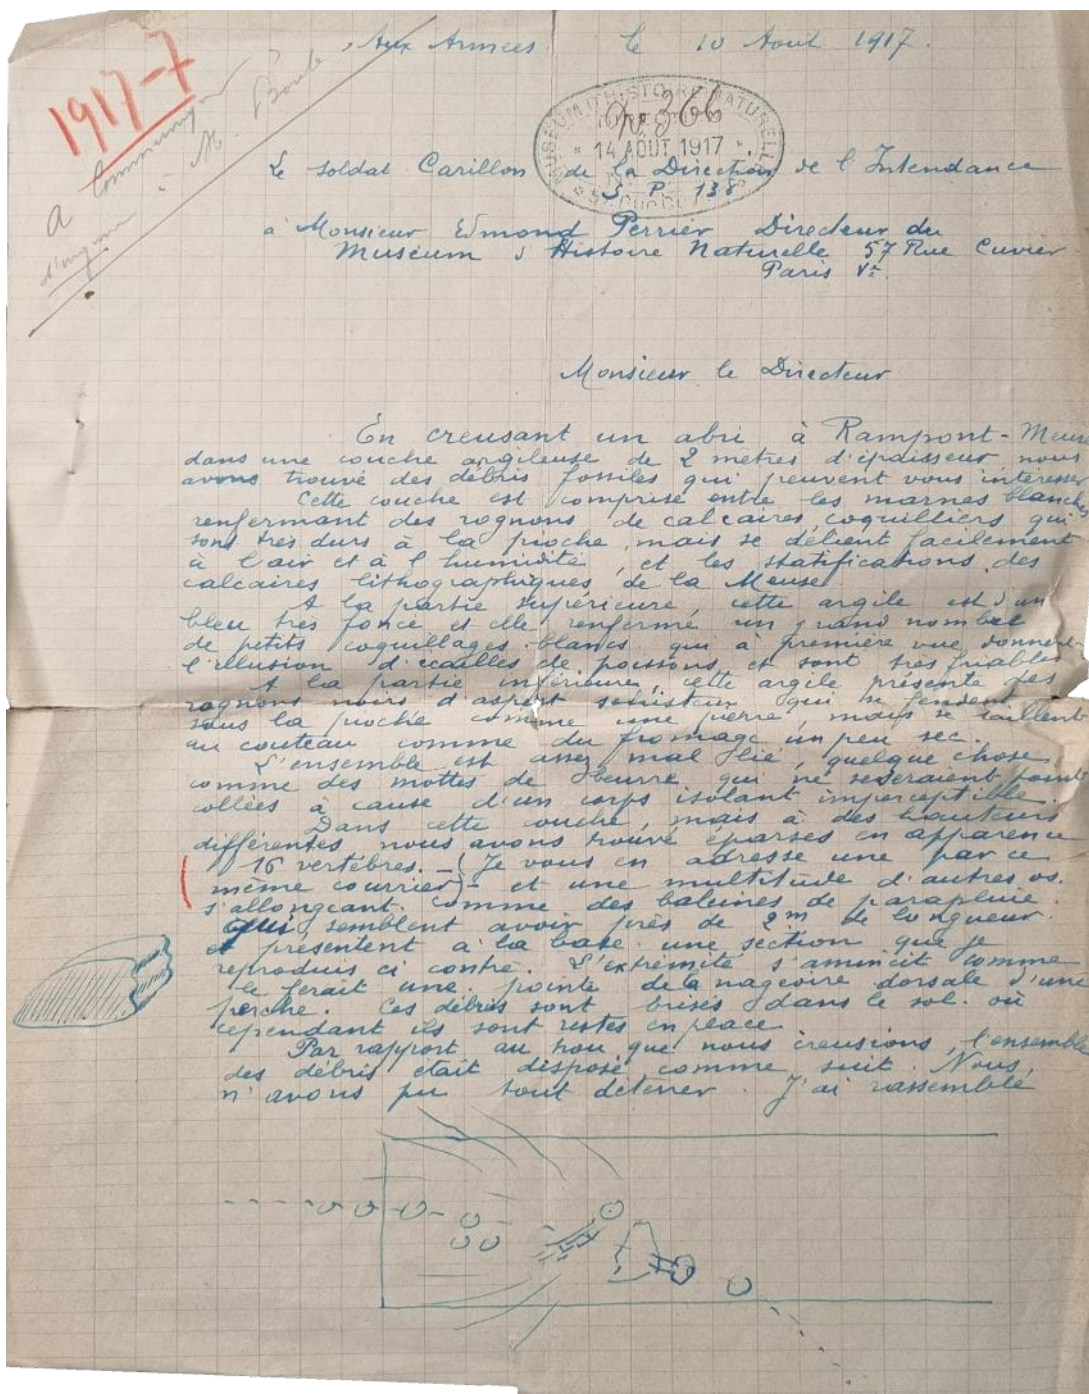 Aux Armées le 10 Aout 1917.
1917-7
A Communiquer
à M. Boule
MUSEUM D'HISTOIRE NATURELLE
No 366
* 14 AOUT 1917 *
Le soldat Carillon de la Direction de l Intendance
S. P. 138
à Monsieur Edmond Perrier Directeur du
Muséum d Histoire Naturelle 57 Rue Cuvier
Paris Ve
Monsieur le Directeur
En creusant un abri à Rampont-Meuse
dans une couche argileuse de 2 mètres d'épaisseur nous
avons trouvé des débris fossiles qui peuvent vous intéresser
Cette couche est comprise entre les marnes blanches
renfermant des rognons de calcaires, coquilliers qui
sont très durs à la pioche, mais se délient facilement
à l'air et à l'humidité, et les statifications des
calcaires lithographiques de la Meuse
A la partie supérieure, cette argile est d'un
bleu très foncé et elle renferme un grand nombre
de petits coquillages blancs qui à première vue donnent
l'illusion d'écailles de poissons et sont très friables
A la partie inférieure, cette argile présente des
rognons noirs d'aspect schisteux qui se fendent
sous la pioche comme une pierre, mais se taillent
au couteau comme du fromage un peu sec.
L'ensemble est assez mal lié, quelque chose
comme des mottes de beurre qui ne se seraient point
collées à cause d'un corps isolant imperceptible.
Dans cette couche, mais à des hauteurs
différentes nous avons trouvé éparses en apparence
16 vertèbres. - (Je vous en adresse une par ce
même courrier) - et une multitude d'autres os.
s'allongeant comme des baleines de parapluie.
Qui semblent avoir près de 2m de longueur
et présentent à la base une section que je
reproduis ci contre. L'extrémité s'amincit comme
le ferait une pointe de la nageoire dorsale d'une
perche. Ces débris sont brisés dans le sol. où
cependant ils sont restés en place
Par rapport au trou que nous creusions, l'ensemble
des débris était disposé comme suit. Nous
n'avons pu tout déterrer. J'ai rassemblé